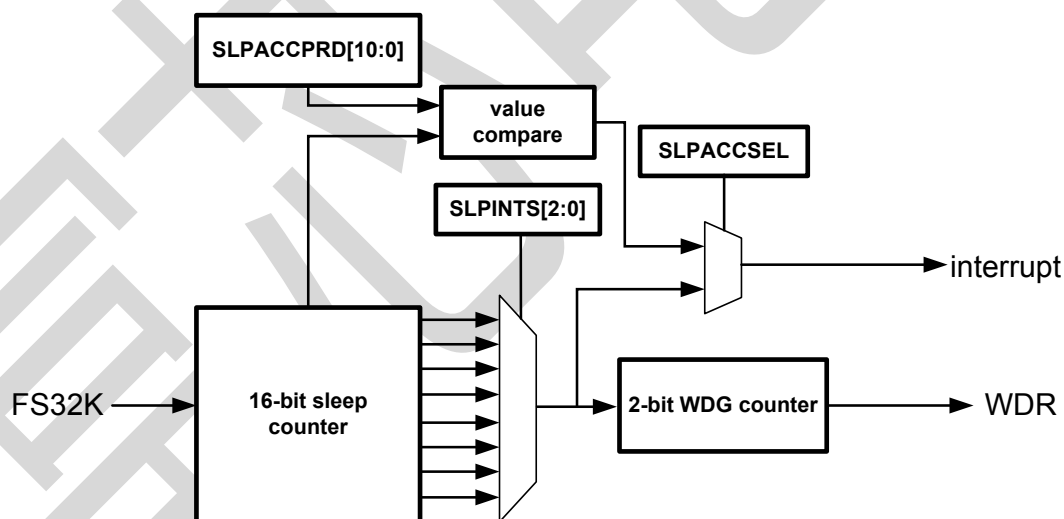 SLPACCPRD[10:0]
value
compare
SLPACCSEL
SLPINTS[2:0]
interrupt
FS32K
16-bit sleep
counter
2-bit WDG counter
WDR